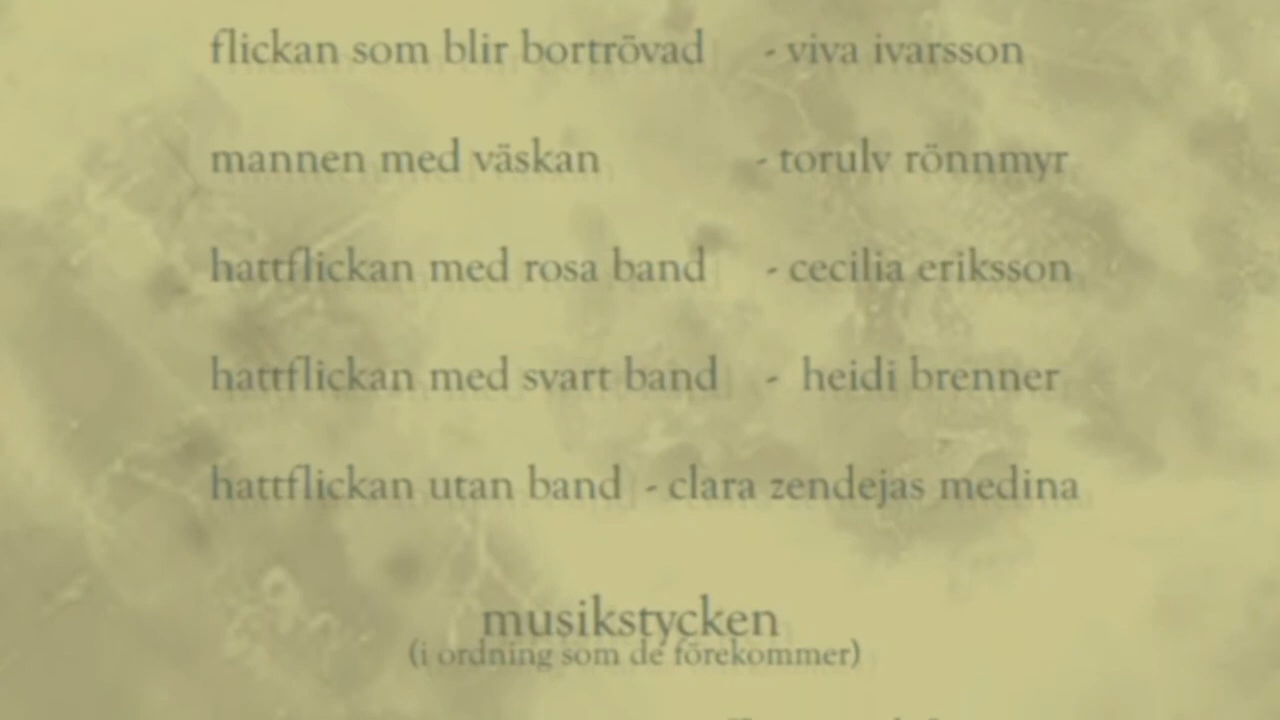 flickan som blir bortrövad - viva ivarsson
mannen med väskan - torulv rönnmyr
hattflickan med rosa band - cecilia eriksson
hattflickan med svart band - heidi brenner
hattflickan utan band - clara zendejas medina
musikstycken
(i ordning som de förekommer)